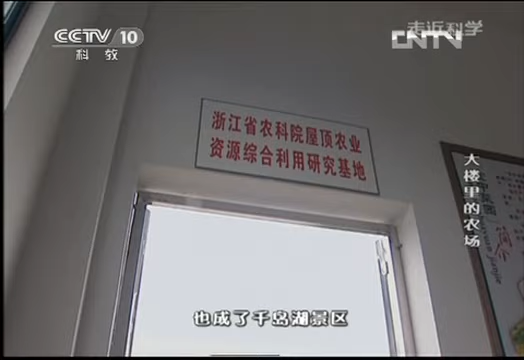 CCTV 10
科教
走近科学
CNTV
浙江省农科院屋顶农业
资源综合利用研究基地
大楼里的农场
也成了千岛湖景区